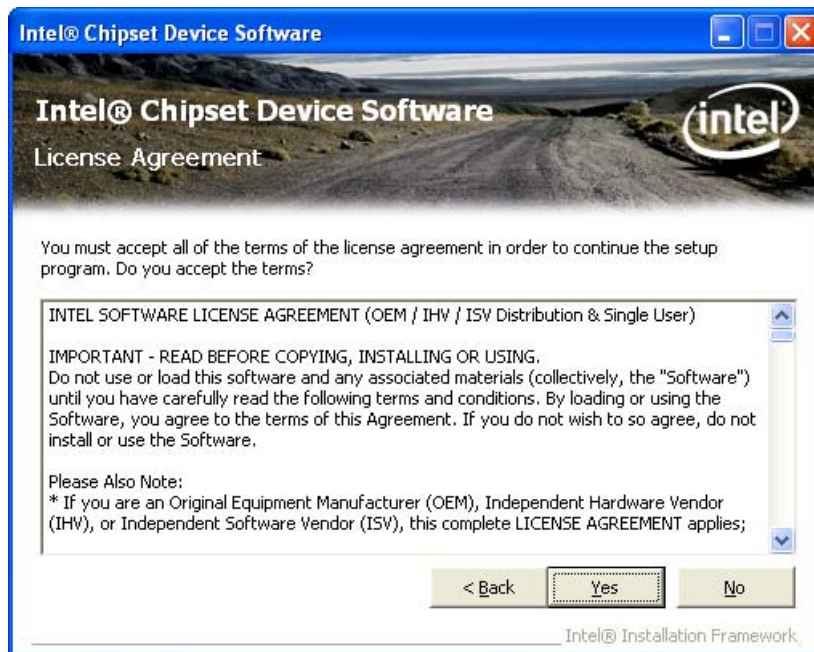 Intel® Chipset Device Software
Intel® Chipset Device Software
intel
License Agreement
You must accept all of the terms of the license agreement in order to continue the setup
program. Do you accept the terms?
INTEL SOFTWARE LICENSE AGREEMENT (OEM / IHV / ISV Distribution & Single User)
IMPORTANT - READ BEFORE COPYING, INSTALLING OR USING.
Do not use or load this software and any associated materials (collectively, the "Software")
until you have carefully read the following terms and conditions. By loading or using the
Software, you agree to the terms of this Agreement. If you do not wish to so agree, do not
install or use the Software.
Please Also Note:
* If you are an Original Equipment Manufacturer (OEM), Independent Hardware Vendor
(IHV), or Independent Software Vendor (ISV), this complete LICENSE AGREEMENT applies;
< Back Yes No
Intel® Installation Framework